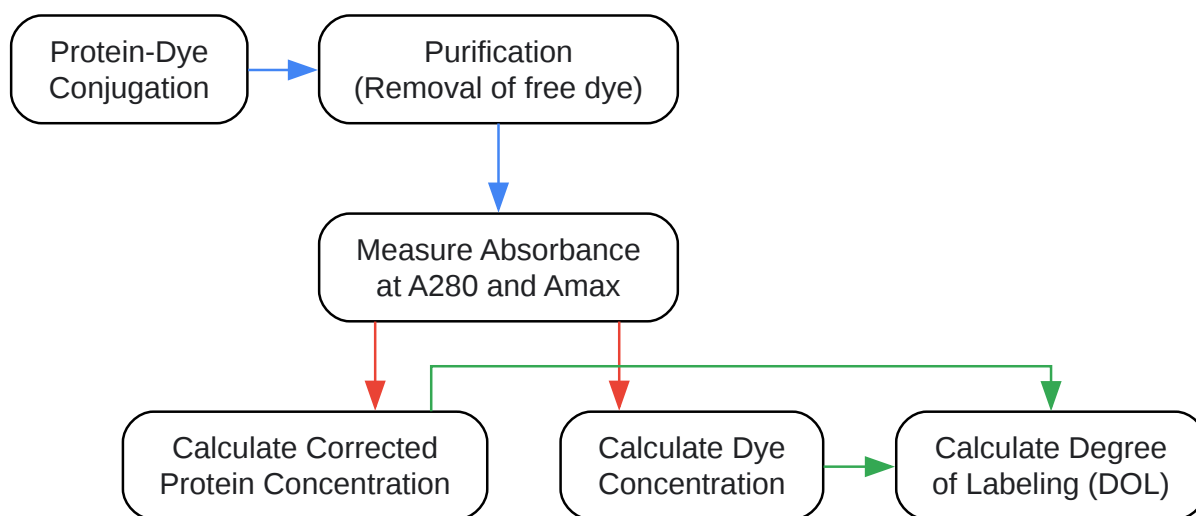 Protein-Dye
Conjugation
Purification
(Removal of free dye)
Measure Absorbance
at A280 and Amax
Calculate Corrected
Protein Concentration
Calculate Dye
Concentration
Calculate Degree
of Labeling (DOL)